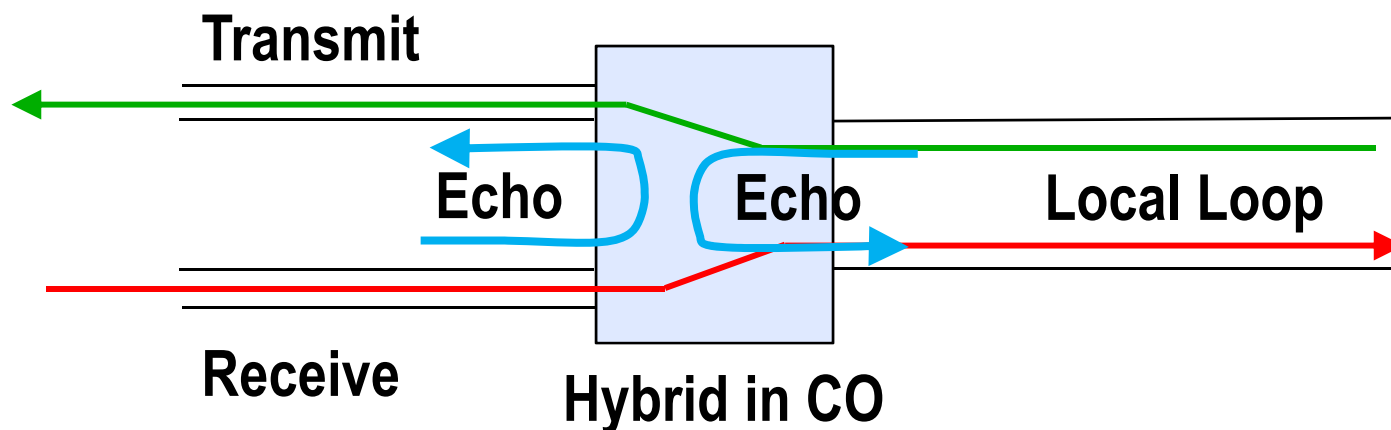 Transmit
Echo
Echo
Local Loop
Receive
Hybrid in CO